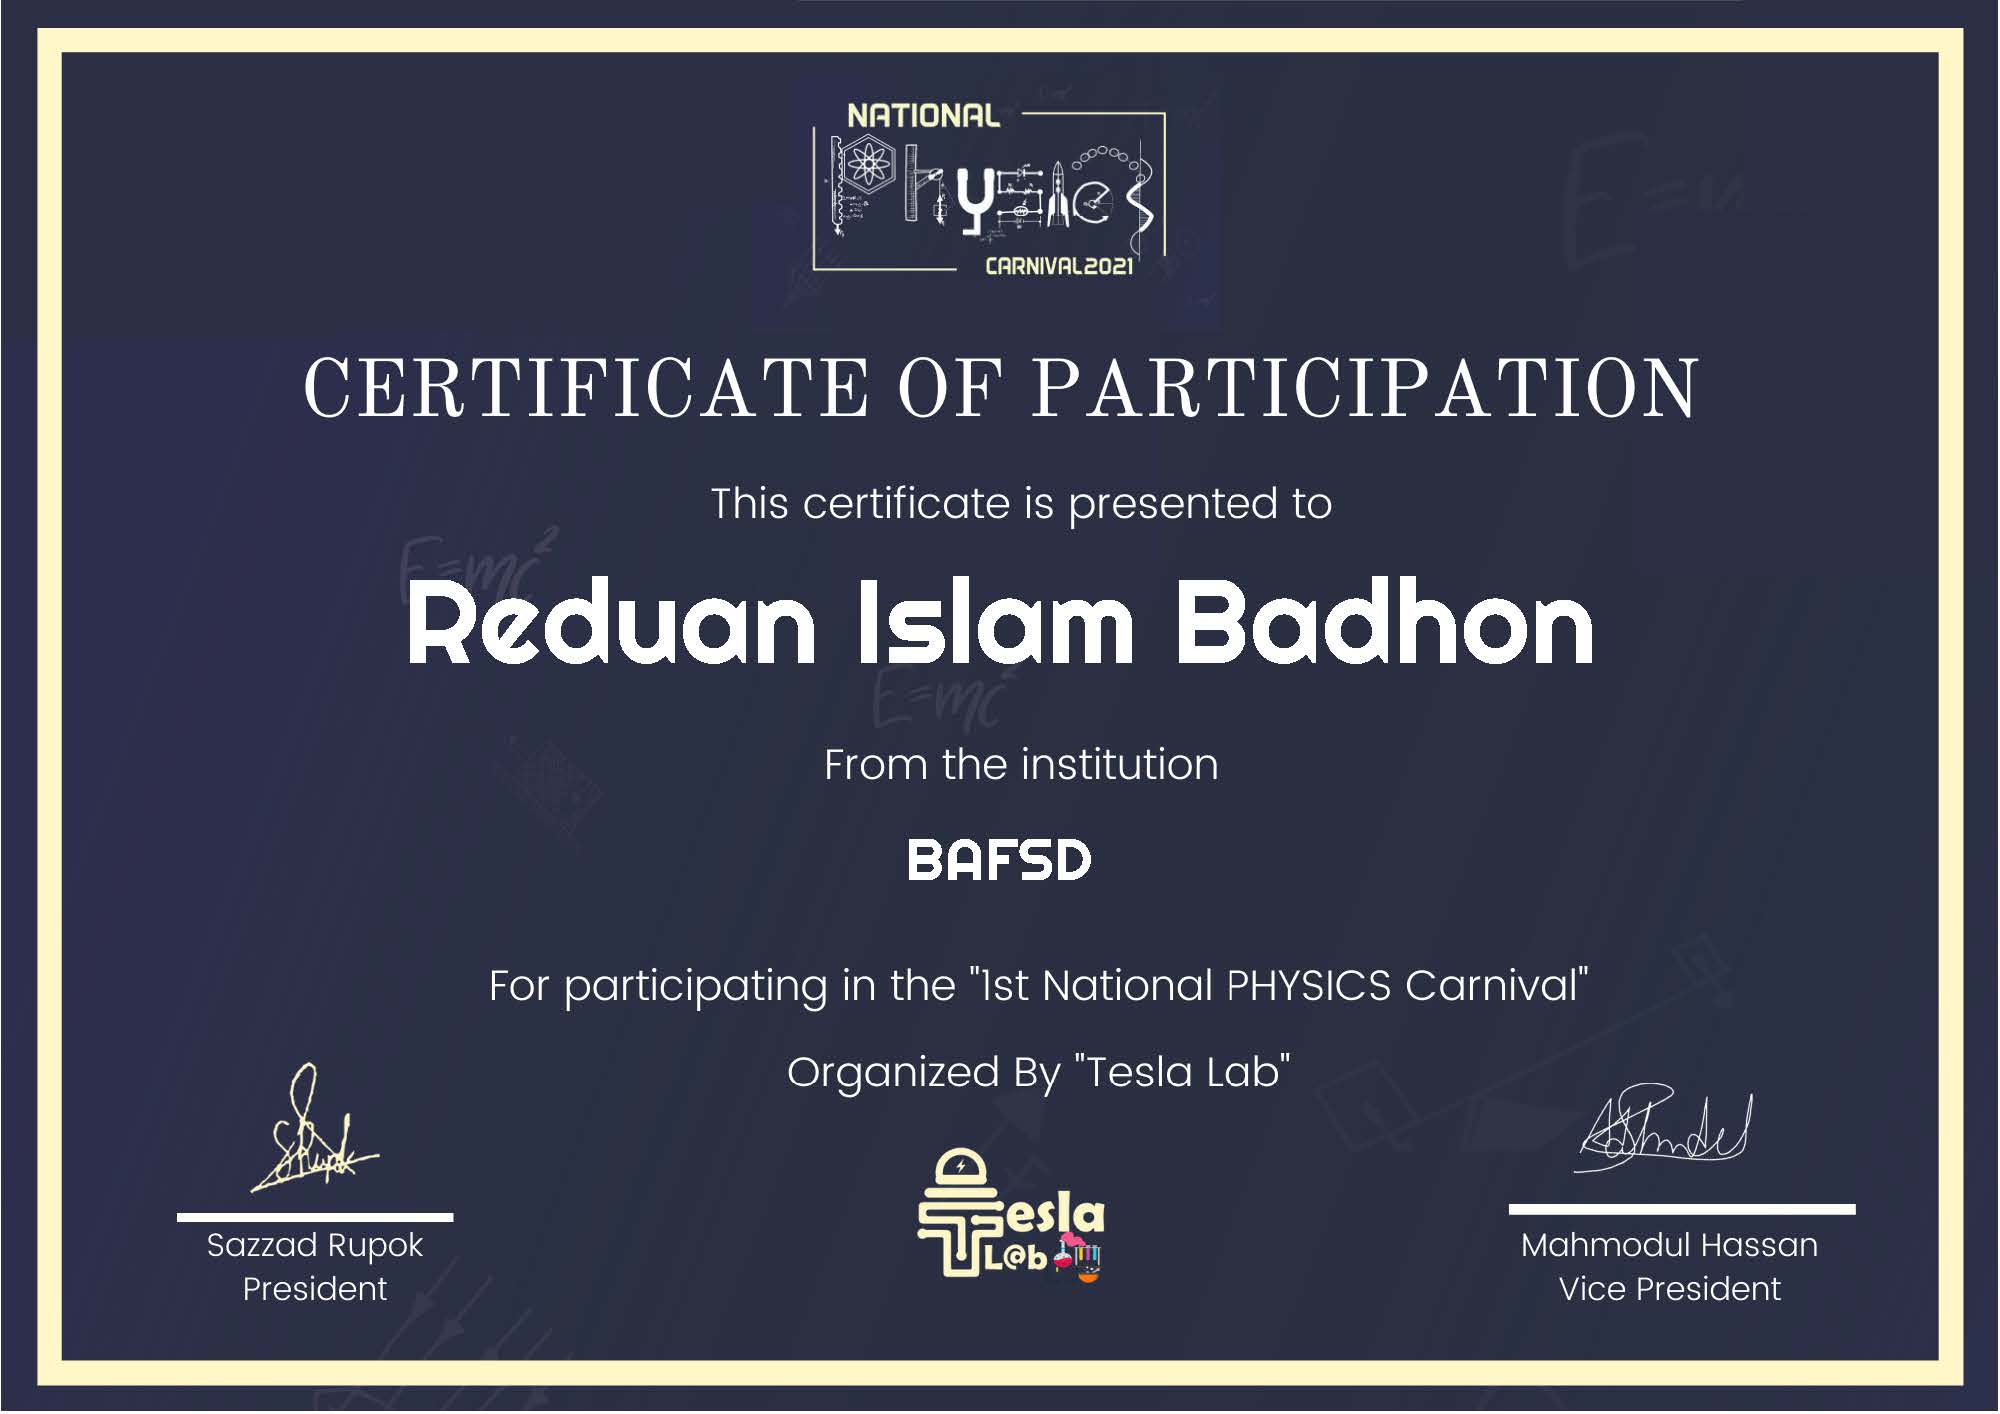 NATIONAL
Physics
CARNIVAL2021
CERTIFICATE OF PARTICIPATION
This certificate is presented to
E=mc²
Reduan Islam Badhon
E=mc²
From the institution
BAFSD
For participating in the "1st National PHYSICS Carnival"
Organized By "Tesla Lab"
Tesla
L@b
Sazzad Rupok
President
Mahmodul Hassan
Vice President